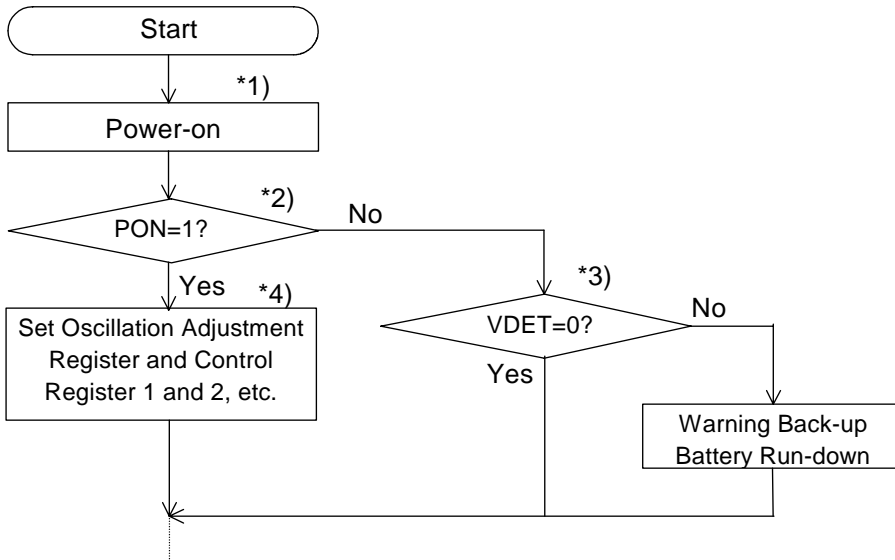 Start
*1)
Power-on
*2)
PON=1?
No
Yes
*4)
Set Oscillation Adjustment
Register and Control
Register 1 and 2, etc.
*3)
VDET=0?
No
Yes
Warning Back-up
Battery Run-down